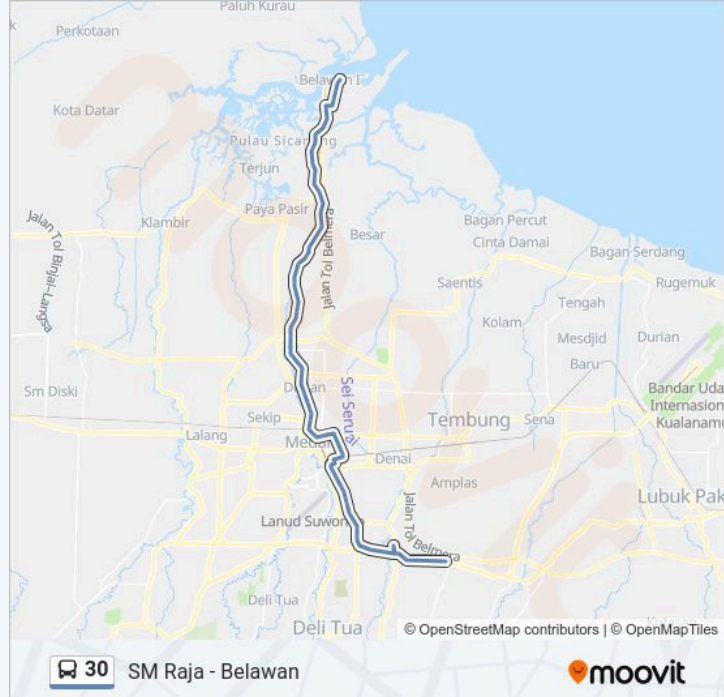 Paluh Kurau
Perkotaan
Belawan I
Kota Datar
Pulau Sicanang
Terjun
Paya Pasir
Klambir
Jalan Tol Belmera
Besar
Bagan Percut
Cinta Damai
Bagan Serdang
Jalan Tol Binjai–Langsa
Saentis
Rugemuk
Tengah
Kolam
Mesdjid
Durian
Baru
Sm Diski
Sei Seruai
Bandar Uda
Internasion
Kualanamu
Sekip
Tembung
Sena
Lalang
Medan
Denai
Amplas
Jalan Tol Belmera
Lubuk Pak
Lanud Suwon
Deli Tua
Deli Tua
© OpenStreetMap contributors | © OpenMapTiles
30 SM Raja - Belawan
moovit